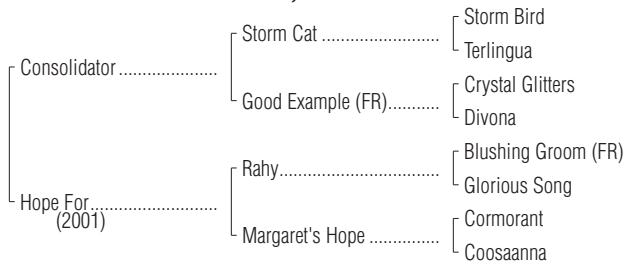 Storm Bird
Storm Cat ........................
Terlingua
Consolidator ....................
Crystal Glitters
Good Example (FR)...........
Divona
Blushing Groom (FR)
Rahy.................................
Glorious Song
Hope For..........................
(2001)
Cormorant
Margaret's Hope ..............
Coosaanna